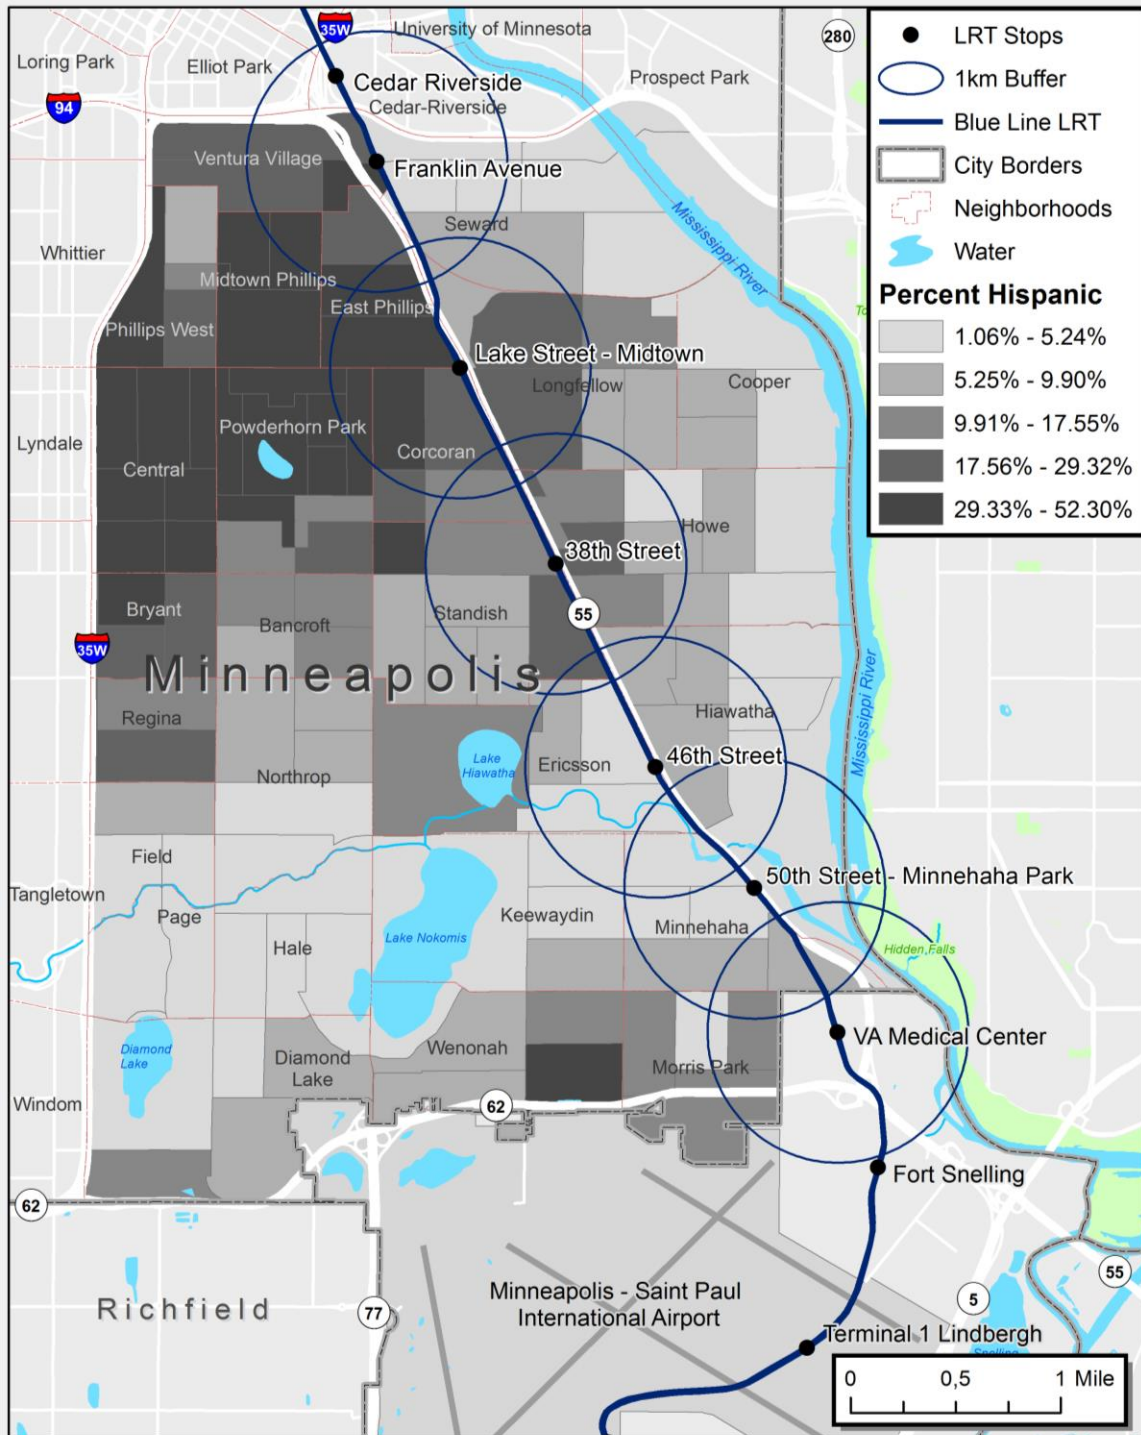 35W
University of Minnesota
280
Loring Park
Elliot Park
Prospect Park
94
Cedar Riverside
Cedar-Riverside
Ventura Village
Franklin Avenue
Seward
Mississippi River
Whittier
Midtown Phillips
East Phillips
Phillips West
Lake Street - Midtown
Longfellow
Cooper
Lyndale
Powderhorn Park
Corcoran
Central
Howe
38th Street
Bryant
Bancroft
Standish
55
35W
Minneapolis
Regina
Hiawatha
Mississippi River
Lake
Hiawatha
Ericsson
46th Street
Northrop
Field
50th Street - Minnehaha Park
Tangletown
Page
Keewaydin
Minnehaha
Hale
Lake Nokomis
Hidden Falls
VA Medical Center
Diamond
Lake
Diamond
Lake
Wenonah
Morris Park
Windom
62
Fort Snelling
62
Minneapolis - Saint Paul
International Airport
55
5
77
Richfield
Terminal 1 Lindbergh
Snelling
LRT Stops
1km Buffer
Blue Line LRT
City Borders
Neighborhoods
Water
Percent Hispanic
1.06% - 5.24%
5.25% - 9.90%
9.91% - 17.55%
17.56% - 29.32%
29.33% - 52.30%
0 0,5 1 Mile